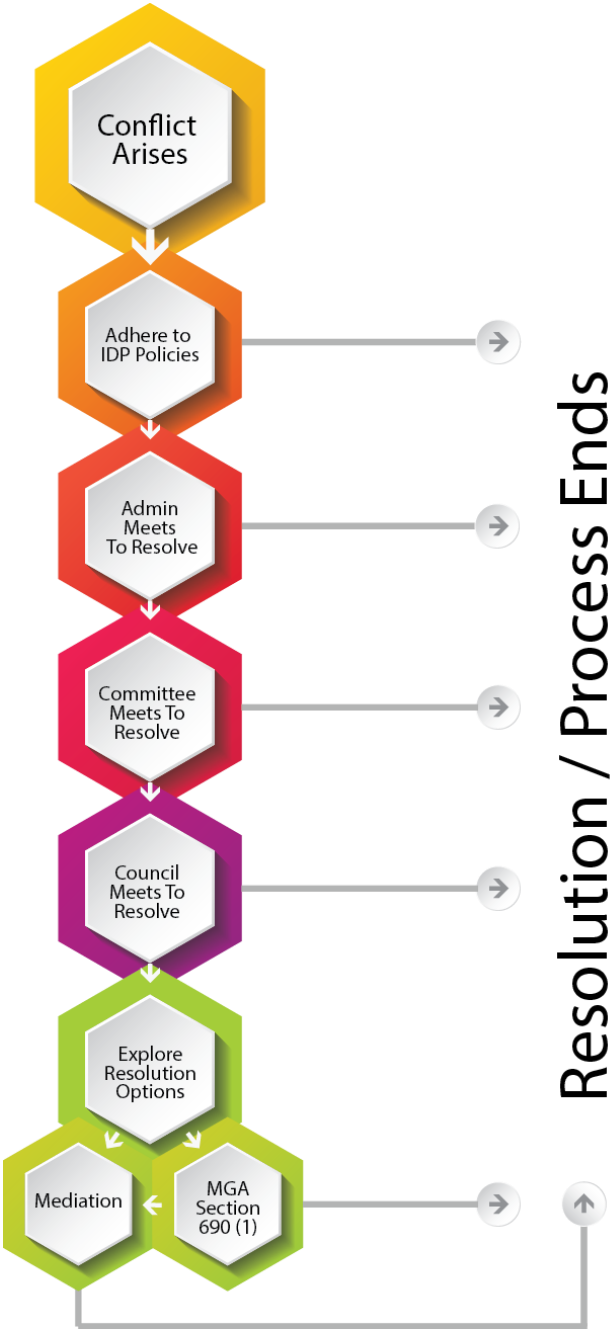 Conflict
Arises
Adhere to
IDP Policies
Admin
Meets
To Resolve
Committee
Meets To
Resolve
Council
Meets To
Resolve
Explore
Resolution
Options
Mediation
MGA
Section
690 (1)
Resolution / Process Ends